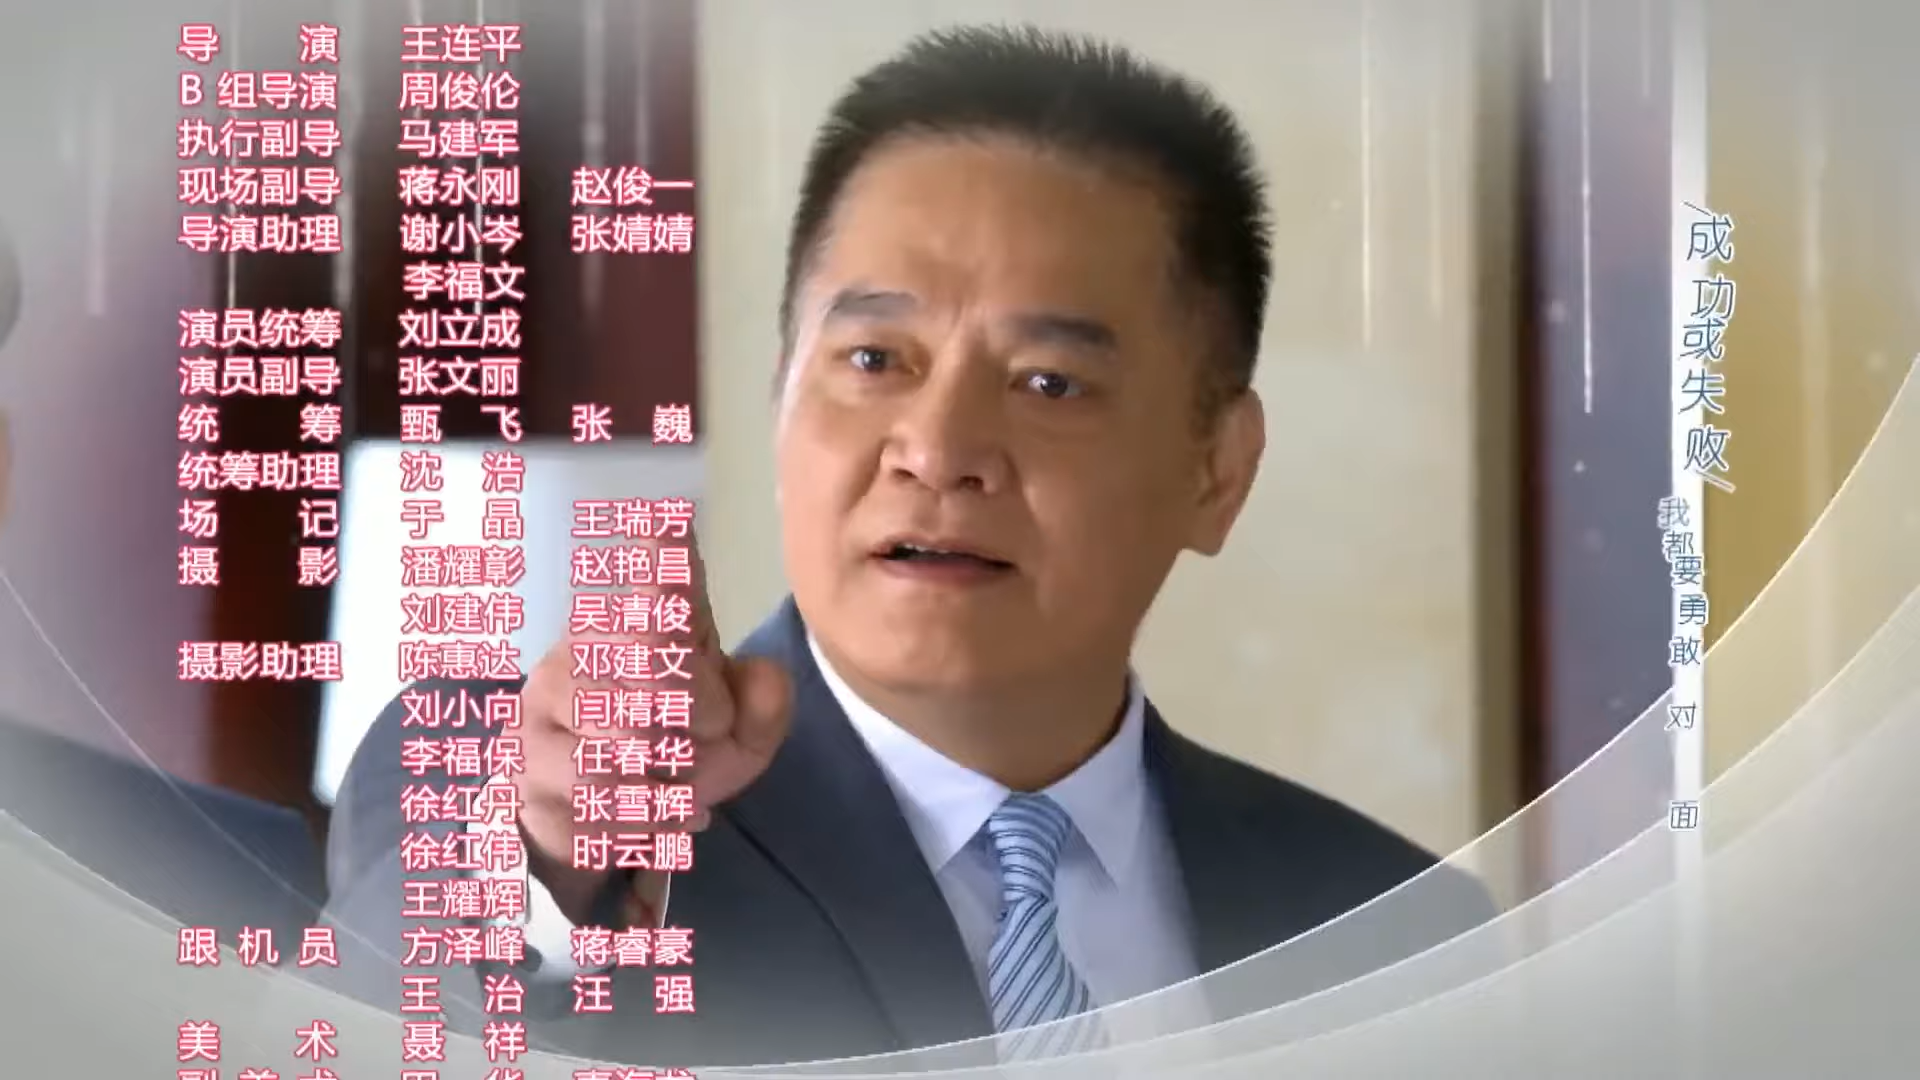 导演 王连平
B组导演 周俊伦
执行副导 马建军
现场副导 蒋永刚 赵俊一
导演助理 谢小岑 张婧婧
李福文
演员统筹 刘立成
演员副导 张文丽
统筹 甄飞 张巍
统筹助理 沈浩
场记 于晶 王瑞芳
摄影 潘耀彰 赵艳昌
刘建伟 吴清俊
摄影助理 陈惠达 邓建文
刘小向 闫精君
李福保 任春华
徐红丹 张雪辉
徐红伟 时云鹏
王耀辉
跟机员 方泽峰 蒋睿豪
王治 汪强
美术 聂祥
成功或失败
我都要勇敢对面